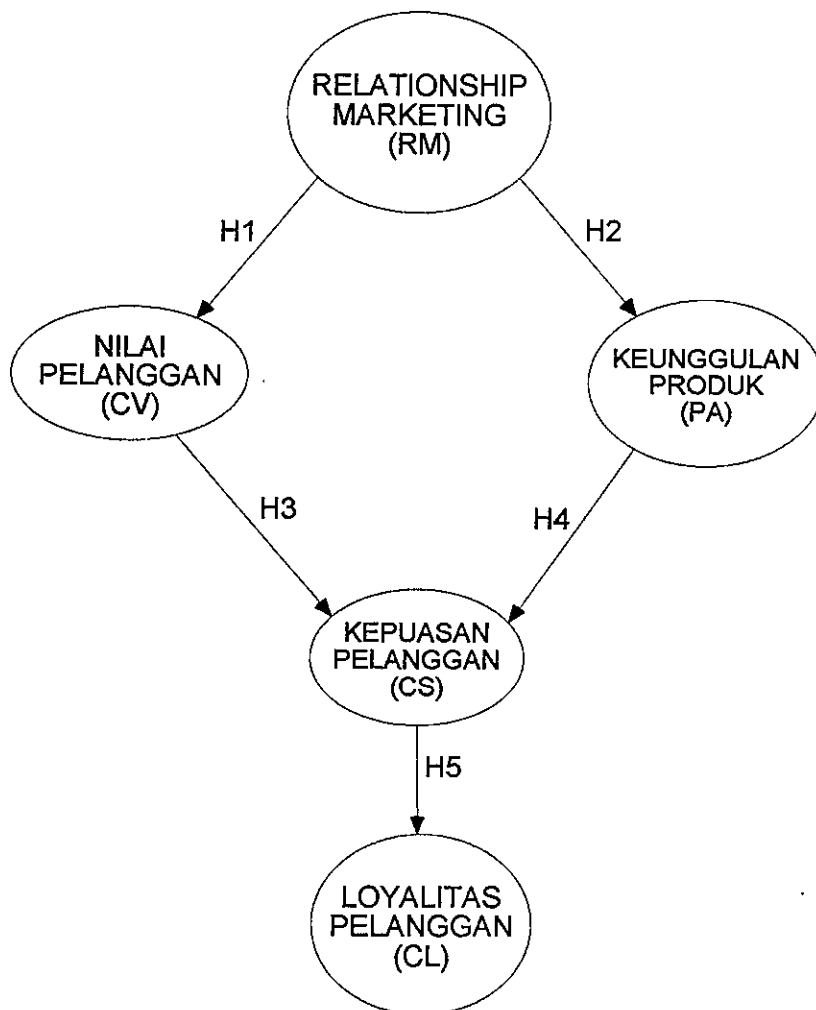 RELATIONSHIP
MARKETING
(RM)
H1
H2
NILAI
PELANGGAN
(CV)
KEUNGGULAN
PRODUK
(PA)
H3
H4
KEPUASAN
PELANGGAN
(CS)
H5
LOYALITAS
PELANGGAN
(CL)